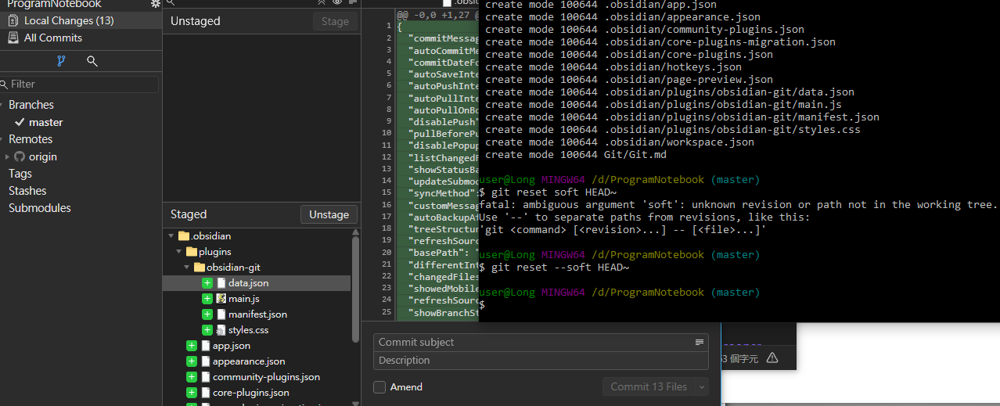 ProgramNotebook
Local Changes (13)
All Commits
Filter
Branches
master
Remotes
origin
Tags
Stashes
Submodules
Unstaged
Stage
Staged
Unstage
.obsidian
plugins
obsidian-git
data.json
main.js
manifest.json
styles.css
app.json
appearance.json
community-plugins.json
core-plugins.json
@@ -0,0 +1,27 @
1 {
2 "commitMessag
3 "autoCommitMe
4 "commitDateFo
5 "autoSaveInte
6 "autoPushInte
7 "autoPullInte
8 "autoPullOnBo
9 "disablePush"
10 "pullBeforePu
11 "disablePopup
12 "listChangedF
13 "showStatusBa
14 "updateSubmod
15 "syncMethod":
16 "customMessag
17 "autoBackupAf
18 "treeStructur
19 "refreshSourc
20 "basePath": "
21 "differentInt
22 "changedFiles
23 "showedMobile
24 "refreshSourc
25 "showBranchSt
Commit subject
Description
Amend
Commit 13 Files
create mode 100644 .obsidian/app.json
create mode 100644 .obsidian/appearance.json
create mode 100644 .obsidian/community-plugins.json
create mode 100644 .obsidian/core-plugins-migration.json
create mode 100644 .obsidian/core-plugins.json
create mode 100644 .obsidian/hotkeys.json
create mode 100644 .obsidian/page-preview.json
create mode 100644 .obsidian/plugins/obsidian-git/data.json
create mode 100644 .obsidian/plugins/obsidian-git/main.js
create mode 100644 .obsidian/plugins/obsidian-git/manifest.json
create mode 100644 .obsidian/plugins/obsidian-git/styles.css
create mode 100644 .obsidian/workspace.json
create mode 100644 Git/Git.md
user@Long MINGW64 /d/ProgramNotebook (master)
$ git reset soft HEAD~
fatal: ambiguous argument 'soft': unknown revision or path not in the working tree.
Use '--' to separate paths from revisions, like this:
'git <command> [<revision>...] -- [<file>...]'
user@Long MINGW64 /d/ProgramNotebook (master)
$ git reset --soft HEAD~
user@Long MINGW64 /d/ProgramNotebook (master)
$
3 個字元